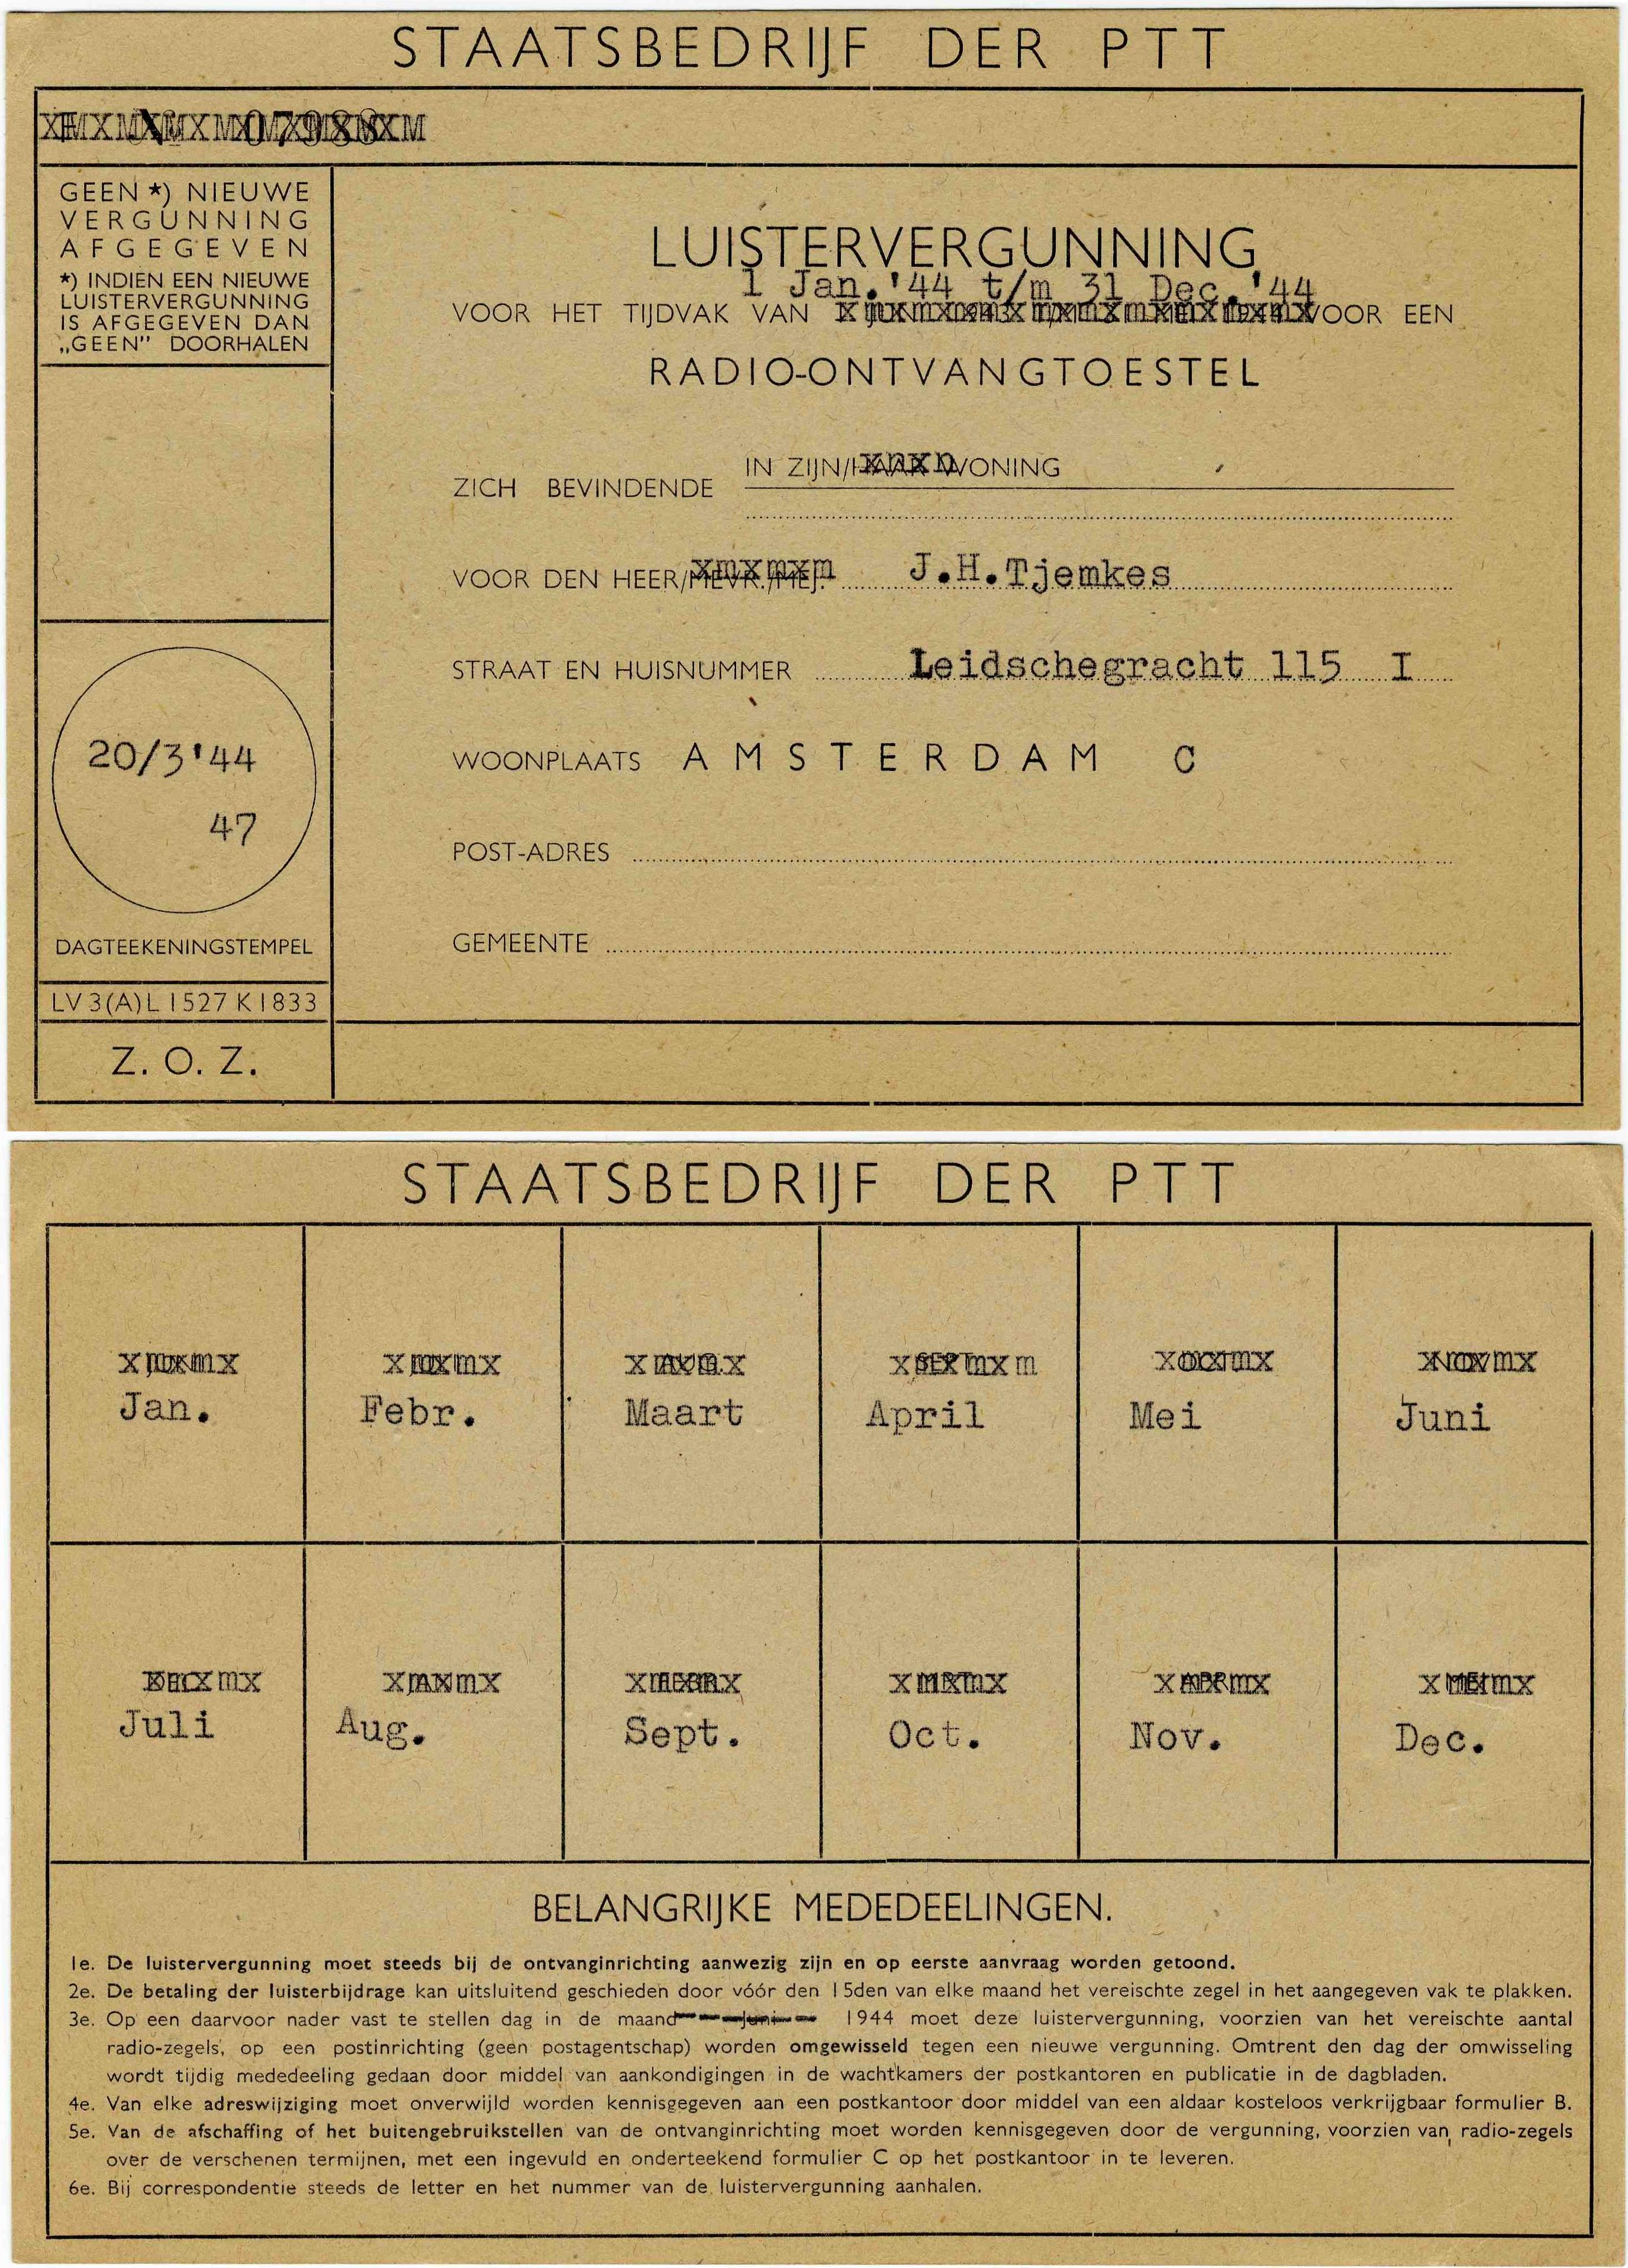 STAATSBEDRIJF DER PTT
07988
GEEN *) NIEUWE
VERGUNNING
AFGEGEVEN
*) INDIEN EEN NIEUWE
LUISTERVERGUNNING
IS AFGEGEVEN DAN
„GEEN" DOORHALEN
LUISTERVERGUNNING
1 Jan. '44 t/m 31 Dec. '44
VOOR HET TIJDVAK VAN VOOR EEN
RADIO-ONTVANGTOESTEL
ZICH BEVINDENDE IN ZIJN/HAAR WONING
VOOR DEN HEER/MEVR./MEJ. J.H.Tjemkes
STRAAT EN HUISNUMMER Leidschegracht 115 I
WOONPLAATS AMSTERDAM C
POST-ADRES
GEMEENTE
20/3'44
47
DAGTEEKENINGSTEMPEL
LV 3(A) L 1527 K 1833
Z. O. Z.
STAATSBEDRIJF DER PTT
Jan. Febr. Maart April Mei Juni
Juli Aug. Sept. Oct. Nov. Dec.
BELANGRIJKE MEDEDEELINGEN.
1e. De luistervergunning moet steeds bij de ontvanginrichting aanwezig zijn en op eerste aanvraag worden getoond.
2e. De betaling der luisterbijdrage kan uitsluitend geschieden door vóór den 15den van elke maand het vereischte zegel in het aangegeven vak te plakken.
3e. Op een daarvoor nader vast te stellen dag in de maand Juni 1944 moet deze luistervergunning, voorzien van het vereischte aantal
radio-zegels, op een postinrichting (geen postagentschap) worden omgewisseld tegen een nieuwe vergunning. Omtrent den dag der omwisseling
wordt tijdig mededeeling gedaan door middel van aankondigingen in de wachtkamers der postkantoren en publicatie in de dagbladen.
4e. Van elke adreswijziging moet onverwijld worden kennisgegeven aan een postkantoor door middel van een aldaar kosteloos verkrijgbaar formulier B.
5e. Van de afschaffing of het buitengebruikstellen van de ontvanginrichting moet worden kennisgegeven door de vergunning, voorzien van radio-zegels
over de verschenen termijnen, met een ingevuld en onderteekend formulier C op het postkantoor in te leveren.
6e. Bij correspondentie steeds de letter en het nummer van de luistervergunning aanhalen.